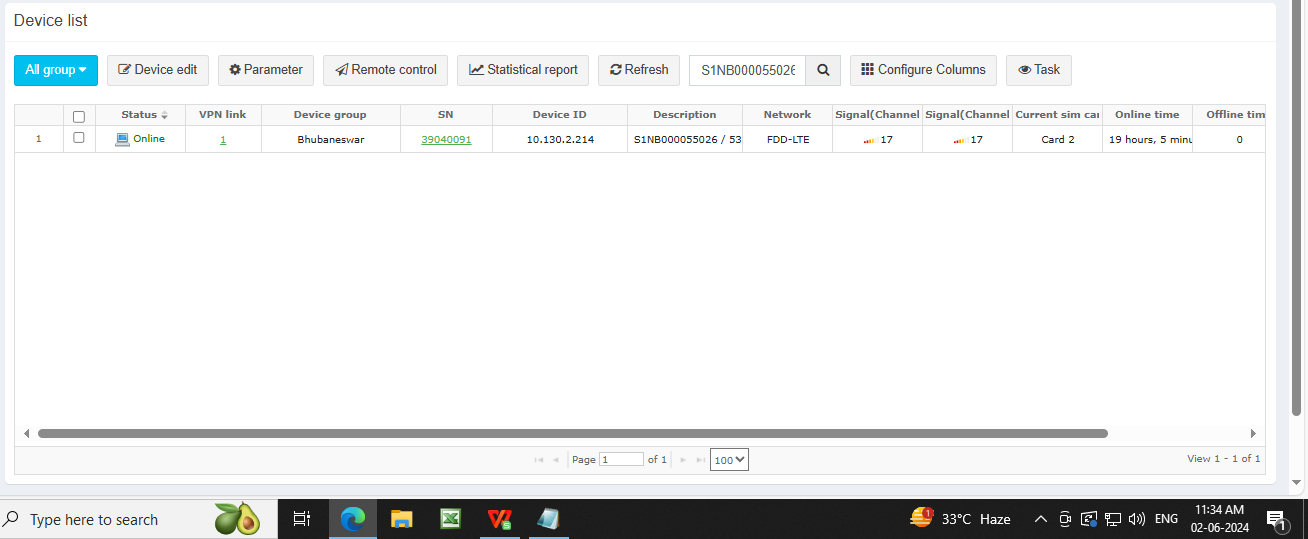 Device list
All group Device edit Parameter Remote control Statistical report Refresh S1NB000055026 Configure Columns Task
Status VPN link Device group SN Device ID Description Network Signal(Channel Signal(Channel Current sim car Online time Offline tim
1 Online 1 Bhubaneswar 39040091 10.130.2.214 S1NB000055026 / 53 FDD-LTE 17 17 Card 2 19 hours, 5 minu 0
Page 1 of 1 100 View 1 - 1 of 1
Type here to search 1 33°C Haze ENG 11:34 AM
02-06-2024 1